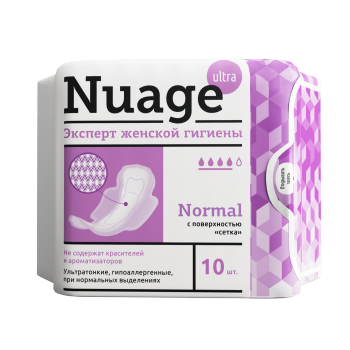 Nuage
ultra
Эксперт женской гигиены
Normal
с поверхностью
«сетка»
Не содержат красителей
и ароматизаторов
Ультратонкие, гипоаллергенные,
при нормальных выделениях
10 шт.